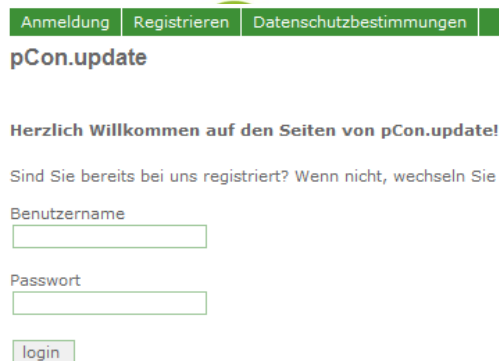 Anmeldung Registrieren Datenschutzbestimmungen
pCon.update
Herzlich Willkommen auf den Seiten von pCon.update!
Sind Sie bereits bei uns registriert? Wenn nicht, wechseln Sie
Benutzername
Passwort
login